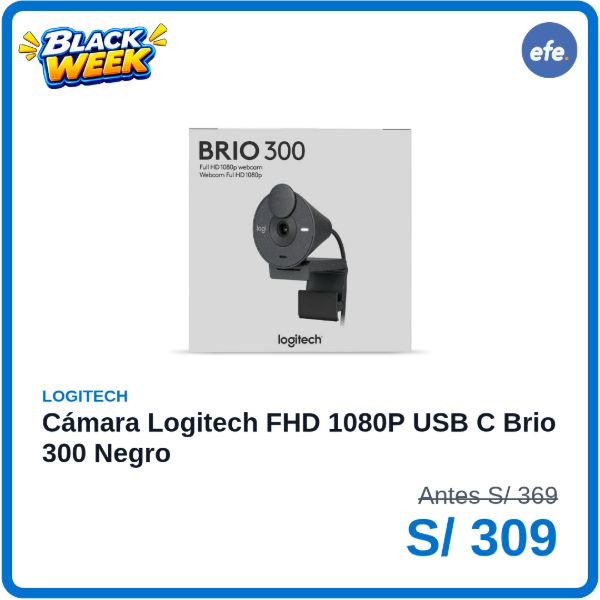 BLACK
WEEK
efe.
BRIO 300
Full HD 1080p webcam
Webcam Full HD 1080p
logi
logitech
LOGITECH
Cámara Logitech FHD 1080P USB C Brio
300 Negro
Antes S/ 369
S/ 309